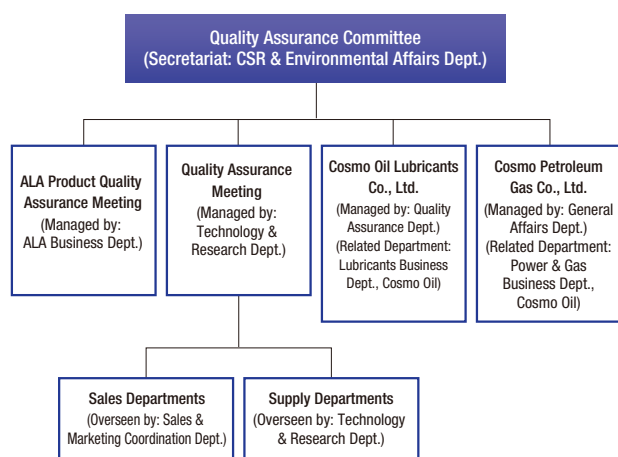 Quality Assurance Committee
(Secretariat: CSR & Environmental Affairs Dept.)
ALA Product Quality
Assurance Meeting
(Managed by:
ALA Business Dept.)
Quality Assurance
Meeting
(Managed by:
Technology &
Research Dept.)
Cosmo Oil Lubricants
Co., Ltd.
(Managed by: Quality
Assurance Dept.)
(Related Department:
Lubricants Business
Dept., Cosmo Oil)
Cosmo Petroleum
Gas Co., Ltd.
(Managed by: General
Affairs Dept.)
(Related Department:
Power & Gas
Business Dept.,
Cosmo Oil)
Sales Departments
(Overseen by: Sales &
Marketing Coordination Dept.)
Supply Departments
(Overseen by: Technology
& Research Dept.)